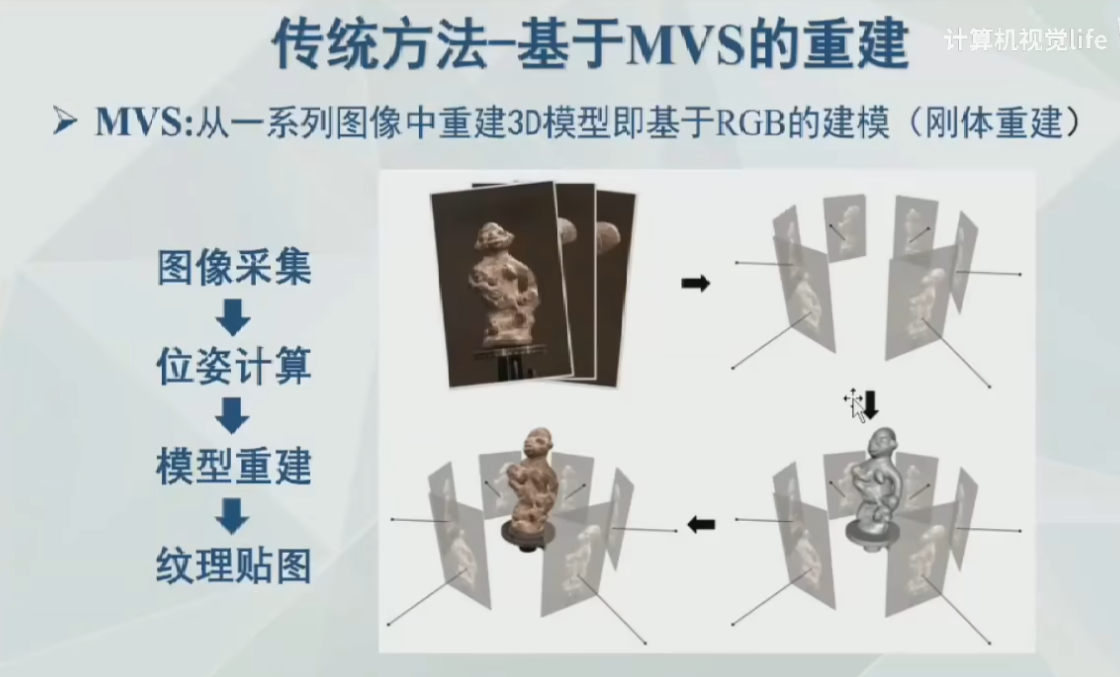 传统方法-基于MVS的重建
计算机视觉life
MVS:从一系列图像中重建3D模型即基于RGB的建模（刚体重建）
图像采集
位姿计算
模型重建
纹理贴图